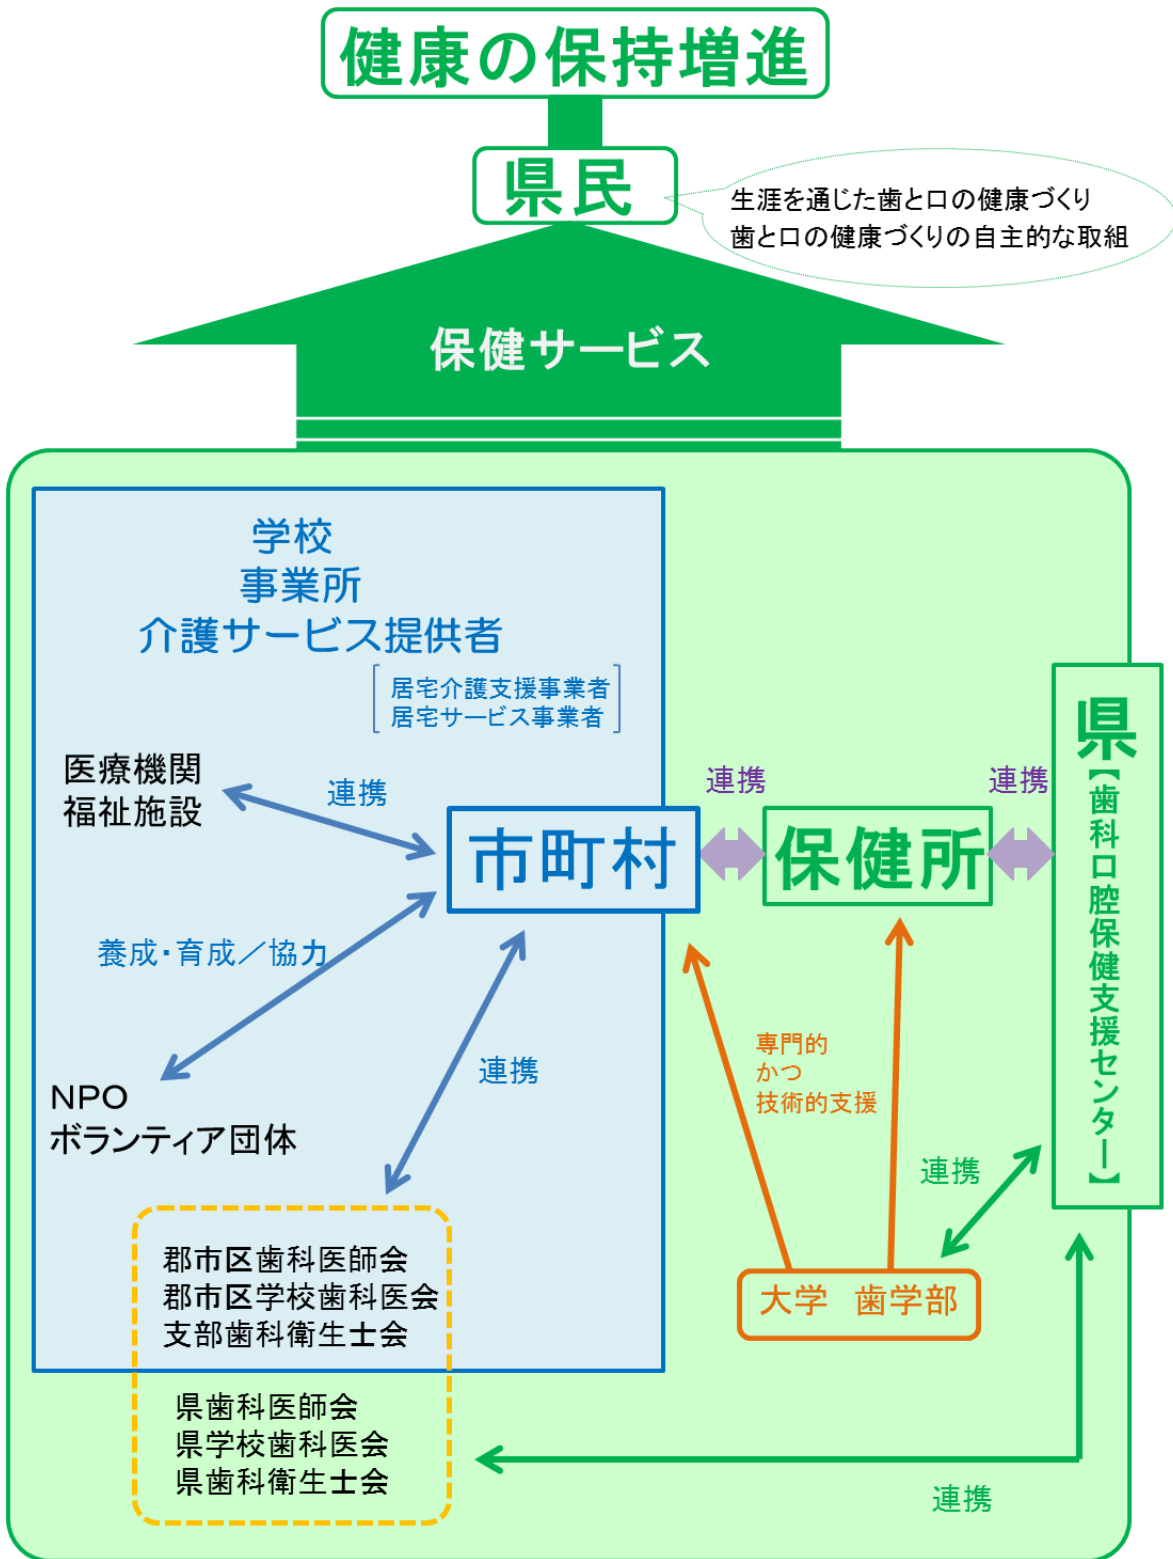 健康の保持増進
県民
生涯を通じた歯と口の健康づくり
歯と口の健康づくりの自主的な取組
保健サービス
学校
事業所
介護サービス提供者
居宅介護支援事業者
居宅サービス事業者
医療機関
福祉施設
連携
市町村
連携
保健所
連携
県
【歯科口腔保健支援センター】
養成・育成／協力
連携
NPO
ボランティア団体
専門的
かつ
技術的支援
連携
大学　歯学部
郡市区歯科医師会
郡市区学校歯科医会
支部歯科衛生士会
県歯科医師会
県学校歯科医会
県歯科衛生士会
連携